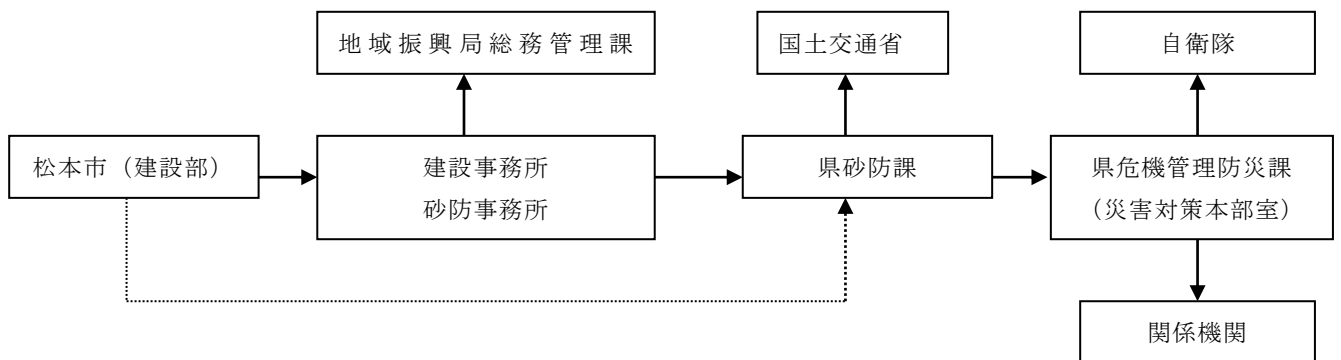 地域振興局総務管理課
国土交通省
自衛隊
松本市（建設部）
建設事務所
砂防事務所
県砂防課
県危機管理防災課
（災害対策本部室）
関係機関